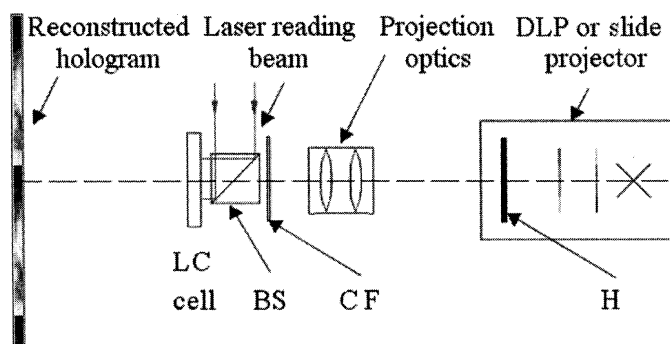 Reconstructed
hologram
Laser reading
beam
Projection
optics
DLP or slide
projector
LC
cell
BS
CF
H